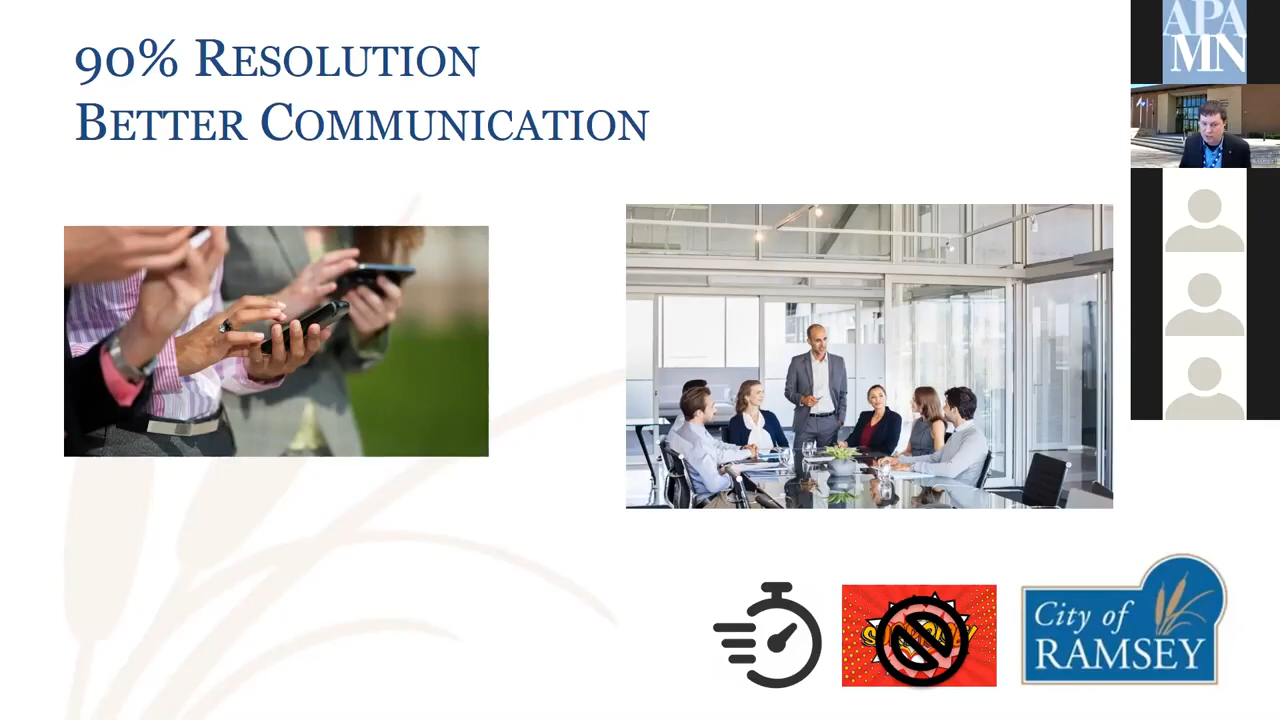 90% RESOLUTION
BETTER COMMUNICATION
APA
MN
City of
RAMSEY